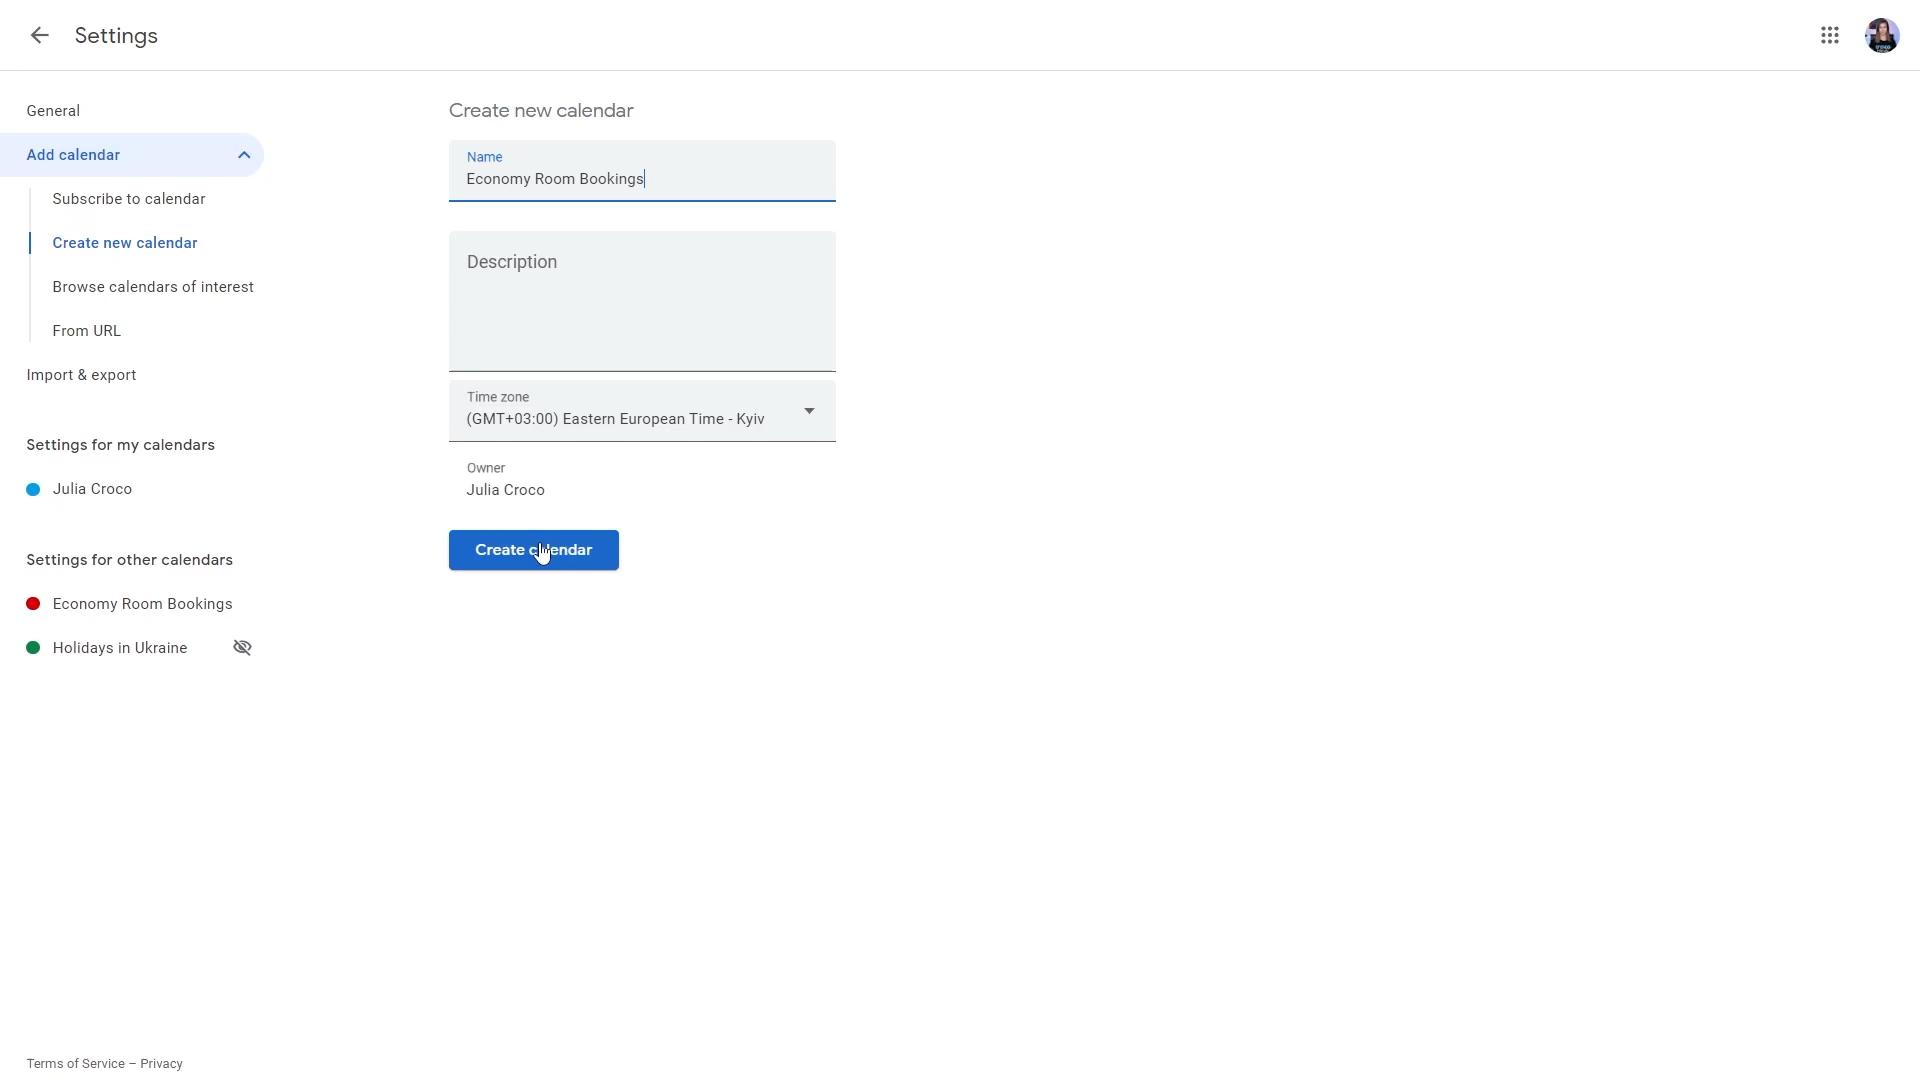 Settings
General
Add calendar
Subscribe to calendar
Create new calendar
Browse calendars of interest
From URL
Import & export
Settings for my calendars
Julia Croco
Settings for other calendars
Economy Room Bookings
Holidays in Ukraine
Terms of Service – Privacy
Create new calendar
Name
Economy Room Bookings
Description
Time zone
(GMT+03:00) Eastern European Time - Kyiv
Owner
Julia Croco
Create calendar